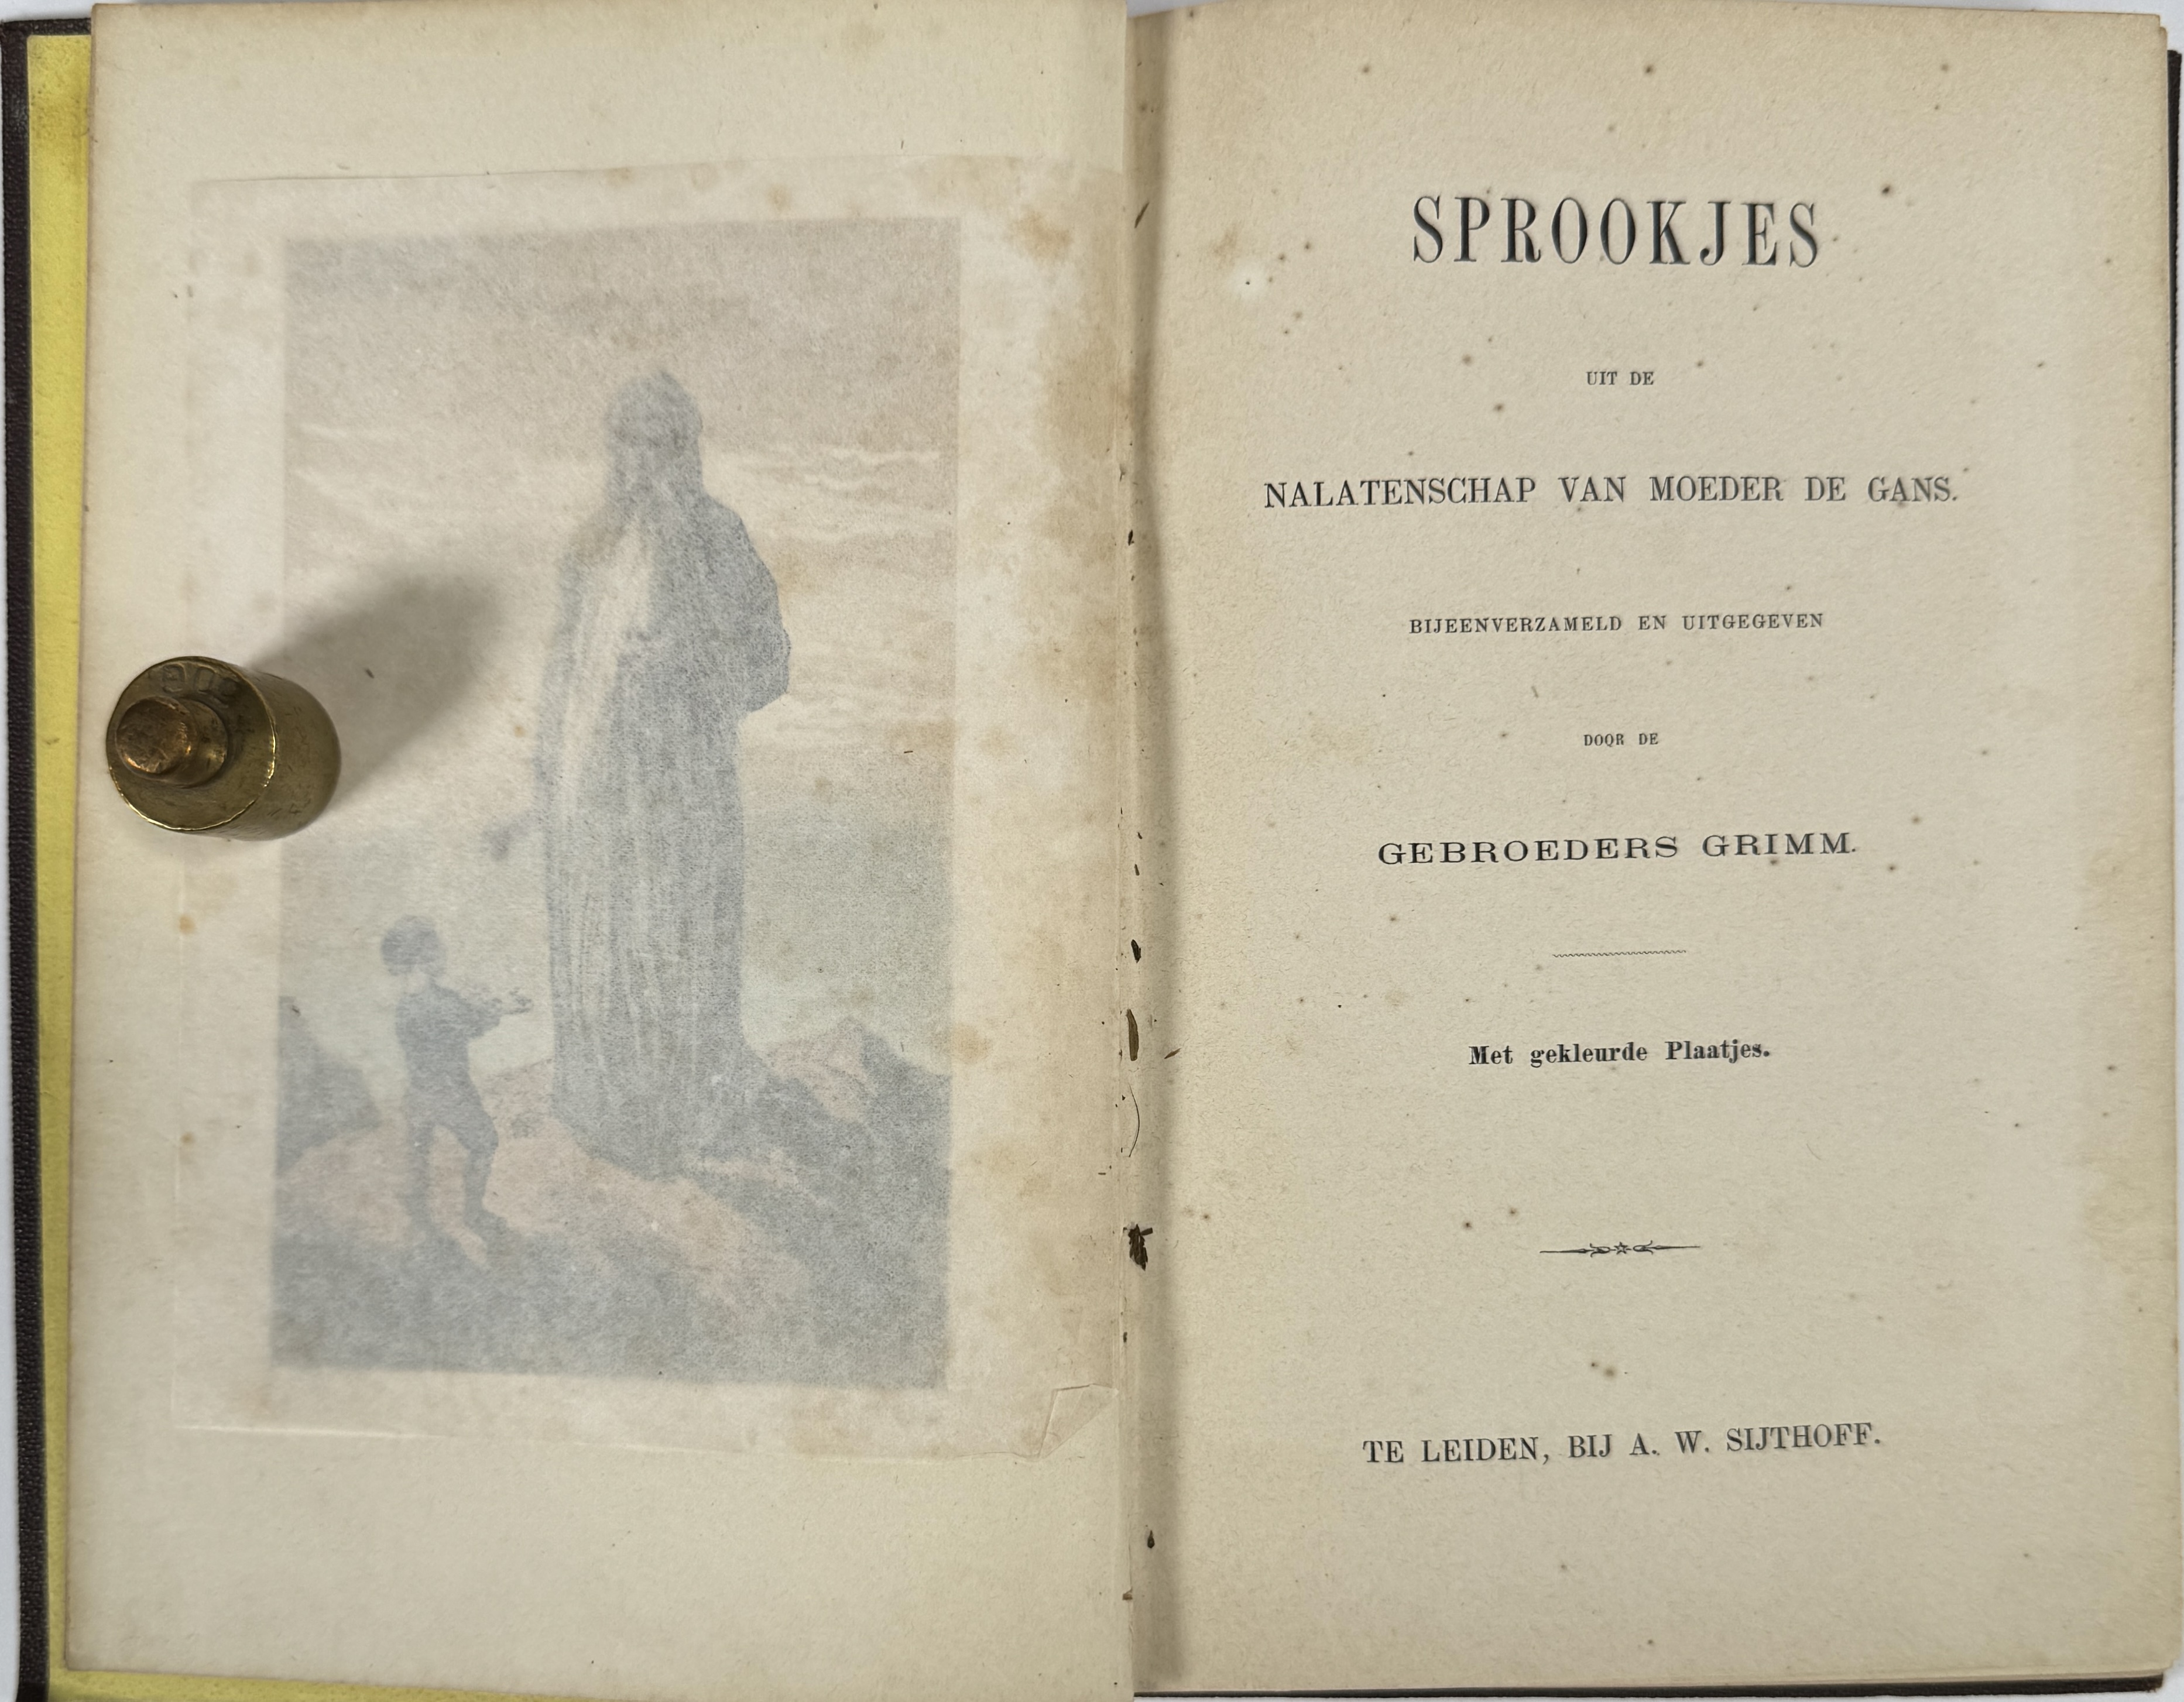 SPROOKJES
UIT DE
NALATENSCHAP VAN MOEDER DE GANS.
BIJEENVERZAMELD EN UITGEGEVEN
DOOR DE
GEBROEDERS GRIMM.
Met gekleurde Plaatjes.
TE LEIDEN, BIJ A. W. SIJTHOFF.